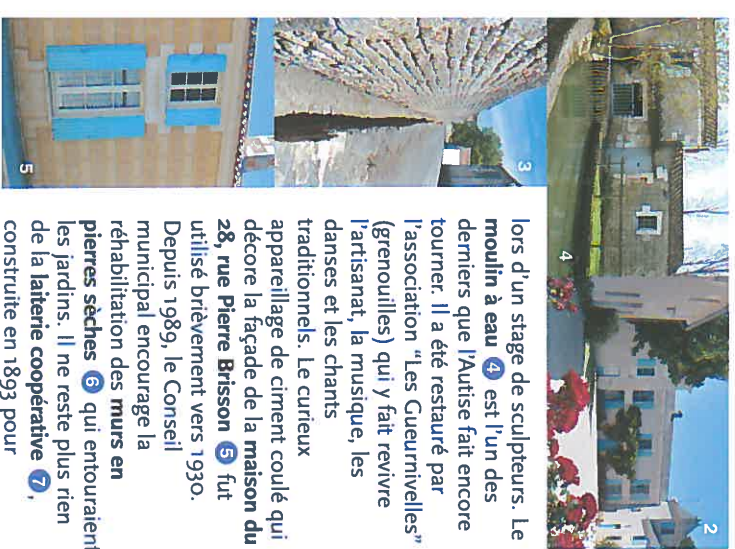 2
4
3
5
lors d'un stage de sculpteurs. Le
moulin à eau 4 est l'un des
derniers que l'Autise fait encore
tourner. Il a été restauré par
l'association "Les Gueurnivelles"
(grenouilles) qui y fait revivre
l'artisanat, la musique, les
danses et les chants
traditionnels. Le curieux
appareillage de ciment coulé qui
décore la façade de la maison du
28, rue Pierre Brisson 5 fut
utilisé brièvement vers 1930.
Depuis 1989, le Conseil
municipal encourage la
réhabilitation des murs en
pierres sèches 6 qui entouraient
les jardins. Il ne reste plus rien
de la laiterie coopérative 7,
construite en 1893 pour